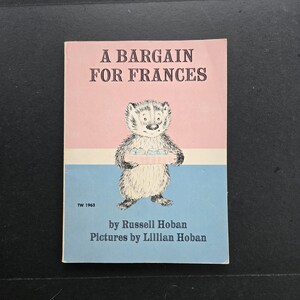 A BARGAIN
FOR FRANCES
TW 1962
by Russell Hoban
Pictures by Lillian Hoban